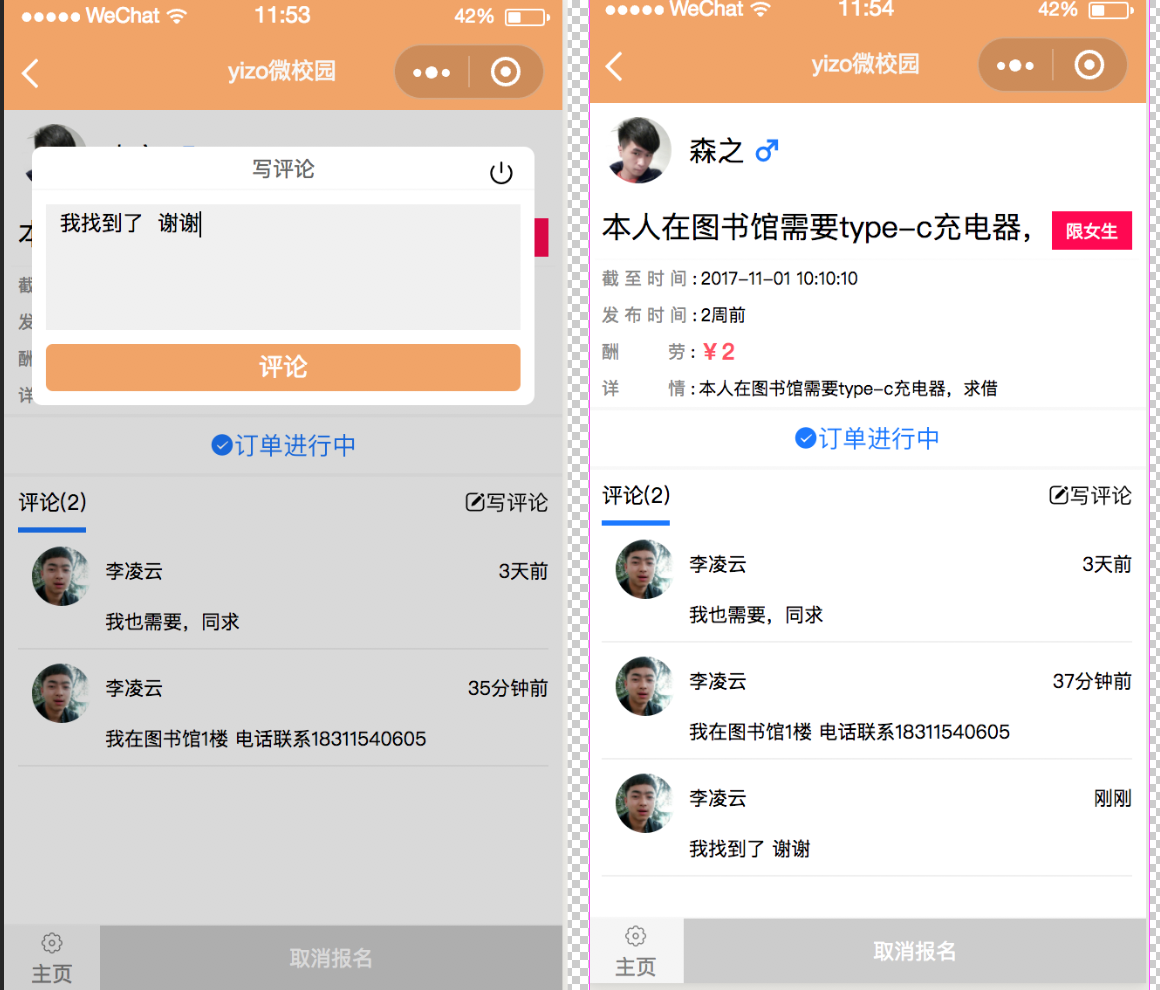 WeChat 11:53 42%
yizo微校园
写评论
我找到了 谢谢
本
截
发
酬
详
评论
订单进行中
评论(2) 写评论
李凌云 3天前
我也需要，同求
李凌云 35分钟前
我在图书馆1楼 电话联系18311540605
主页 取消报名
WeChat 11:54 42%
yizo微校园
森之
本人在图书馆需要type-c充电器， 限女生
截至时间：2017-11-01 10:10:10
发布时间：2周前
酬劳：¥2
详情：本人在图书馆需要type-c充电器，求借
订单进行中
评论(2) 写评论
李凌云 3天前
我也需要，同求
李凌云 37分钟前
我在图书馆1楼 电话联系18311540605
李凌云 刚刚
我找到了 谢谢
主页 取消报名